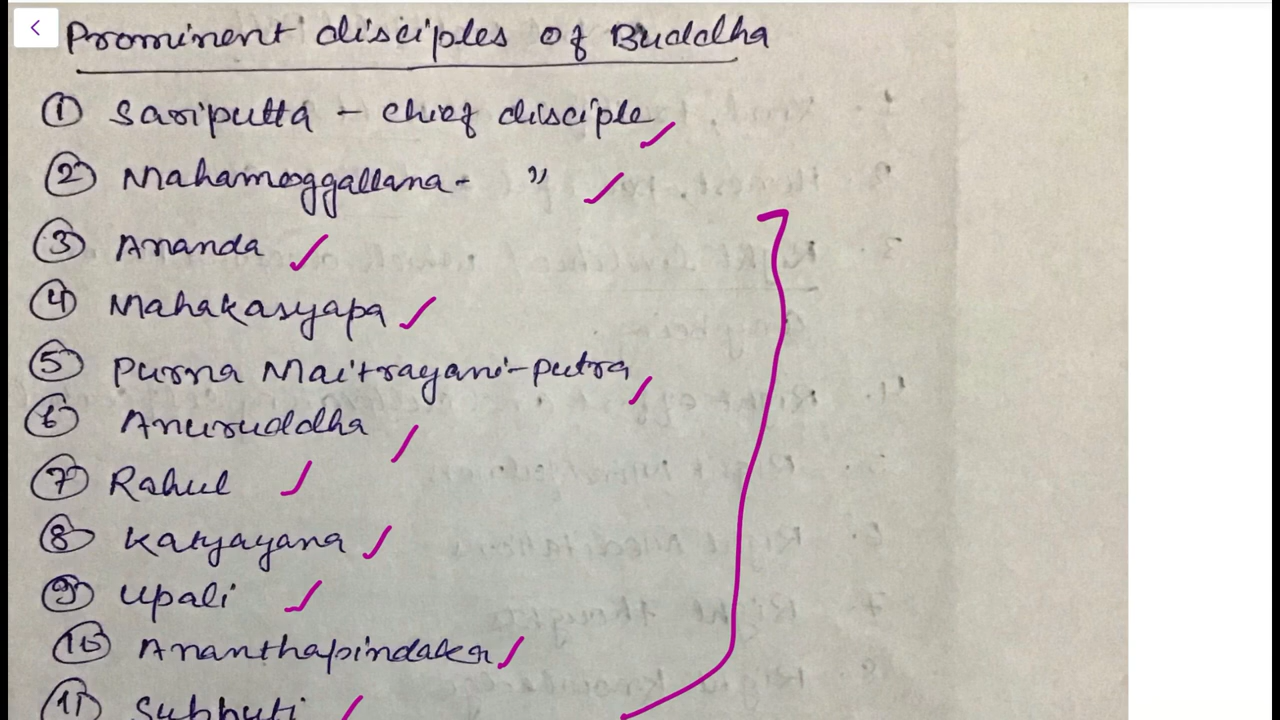 Prominent disciples of Buddha
① Sariputta - chief disciple
② Mahamoggallana - "
③ Ananda
④ Mahakasyapa
⑤ Purna Maitrayani-putra
⑥ Anuruddha
⑦ Rahul
⑧ Katyayana
⑨ Upali
⑩ Ananthapindaka
⑪ Subhuti